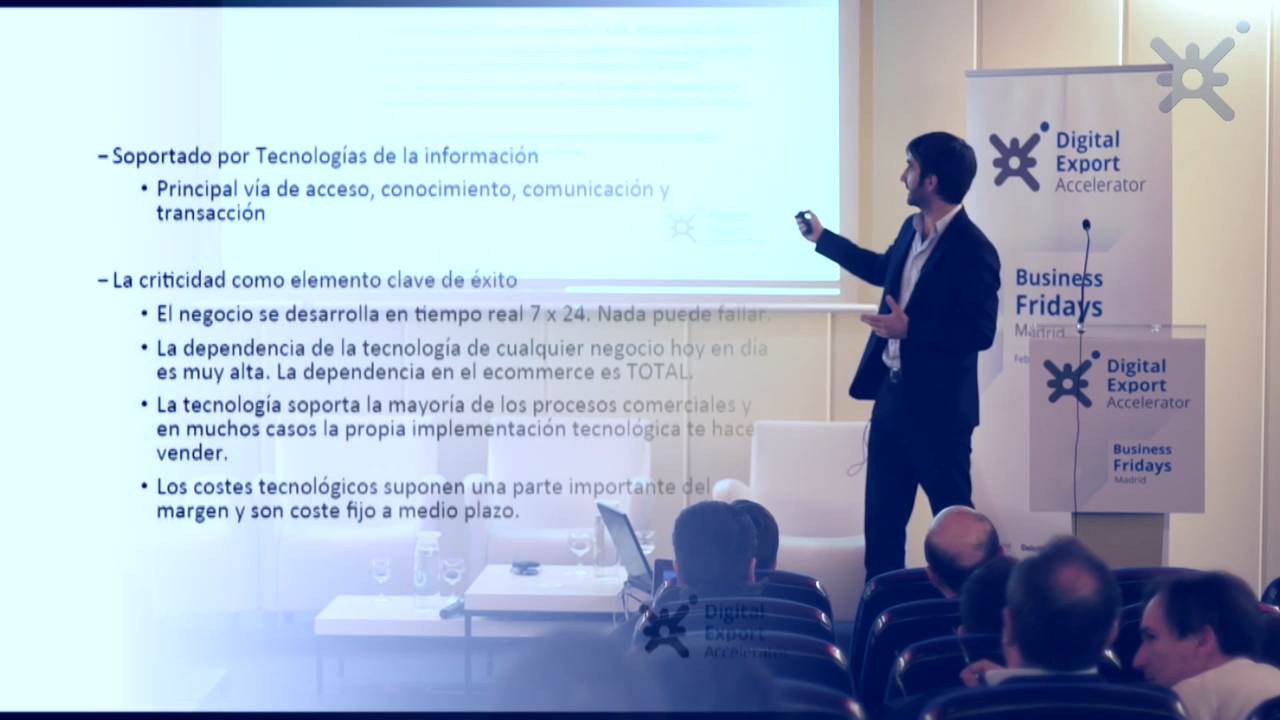 – Soportado por Tecnologías de la información
• Principal vía de acceso, conocimiento, comunicación y
transacción
– La criticidad como elemento clave de éxito
• El negocio se desarrolla en tiempo real 7 x 24. Nada puede fallar.
• La dependencia de la tecnología de cualquier negocio hoy en día
es muy alta. La dependencia en el ecommerce es TOTAL.
• La tecnología soporta la mayoría de los procesos comerciales y
en muchos casos la propia implementación tecnológica te hace
vender.
• Los costes tecnológicos suponen una parte importante del
margen y son coste fijo a medio plazo.
Digital
Export
Accelerator
Business
Fridays
Madrid
Digital
Export
Accelerator
Business
Fridays
Madrid
Digital
Export
Accelerator